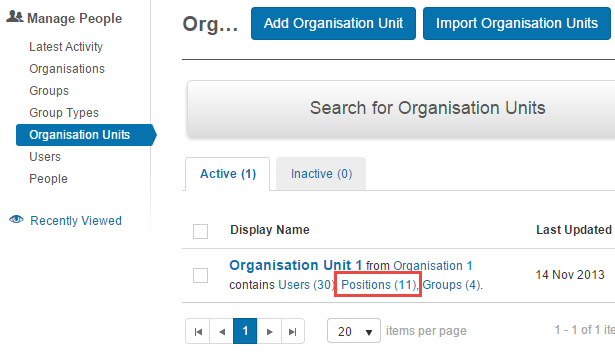 Manage People
Latest Activity
Organisations
Groups
Group Types
Organisation Units
Users
People
Recently Viewed
Org... Add Organisation Unit Import Organisation Units
Search for Organisation Units
Active (1) Inactive (0)
Display Name Last Updated
Organisation Unit 1 from Organisation 1
contains Users (30), Positions (11), Groups (4).
14 Nov 2013
1 20 items per page 1 - 1 of 1 ite